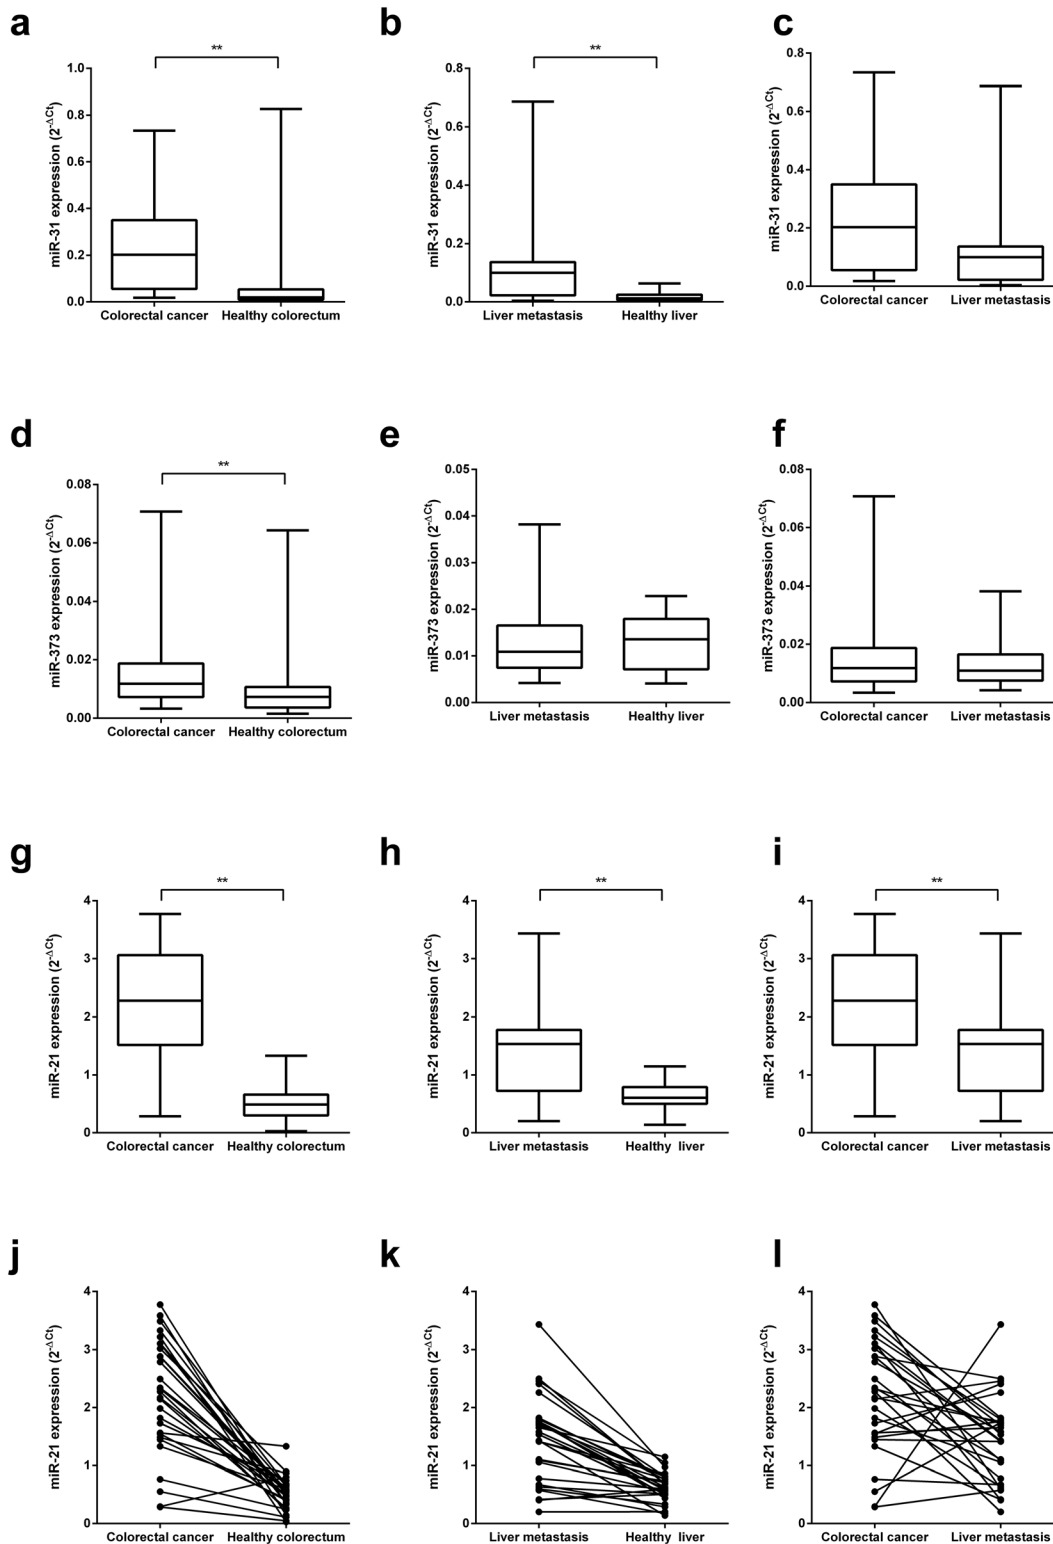 a
**
miR-31 expression (2-ΔCt)
1.0
0.8
0.6
0.4
0.2
0.0
Colorectal cancer Healthy colorectum
b
**
miR-31 expression (2-ΔCt)
0.8
0.6
0.4
0.2
0.0
Liver metastasis Healthy liver
c
miR-31 expression (2-ΔCt)
0.8
0.6
0.4
0.2
0.0
Colorectal cancer Liver metastasis
d
**
miR-373 expression (2-ΔCt)
0.08
0.06
0.04
0.02
0.00
Colorectal cancer Healthy colorectum
e
miR-373 expression (2-ΔCt)
0.05
0.04
0.03
0.02
0.01
0.00
Liver metastasis Healthy liver
f
miR-373 expression (2-ΔCt)
0.08
0.06
0.04
0.02
0.00
Colorectal cancer Liver metastasis
g
**
miR-21 expression (2-ΔCt)
4
3
2
1
0
Colorectal cancer Healthy colorectum
h
**
miR-21 expression (2-ΔCt)
4
3
2
1
0
Liver metastasis Healthy liver
i
**
miR-21 expression (2-ΔCt)
4
3
2
1
0
Colorectal cancer Liver metastasis
j
miR-21 expression (2-ΔCt)
4
3
2
1
0
Colorectal cancer Healthy colorectum
k
miR-21 expression (2-ΔCt)
4
3
2
1
0
Liver metastasis Healthy liver
l
miR-21 expression (2-ΔCt)
4
3
2
1
0
Colorectal cancer Liver metastasis